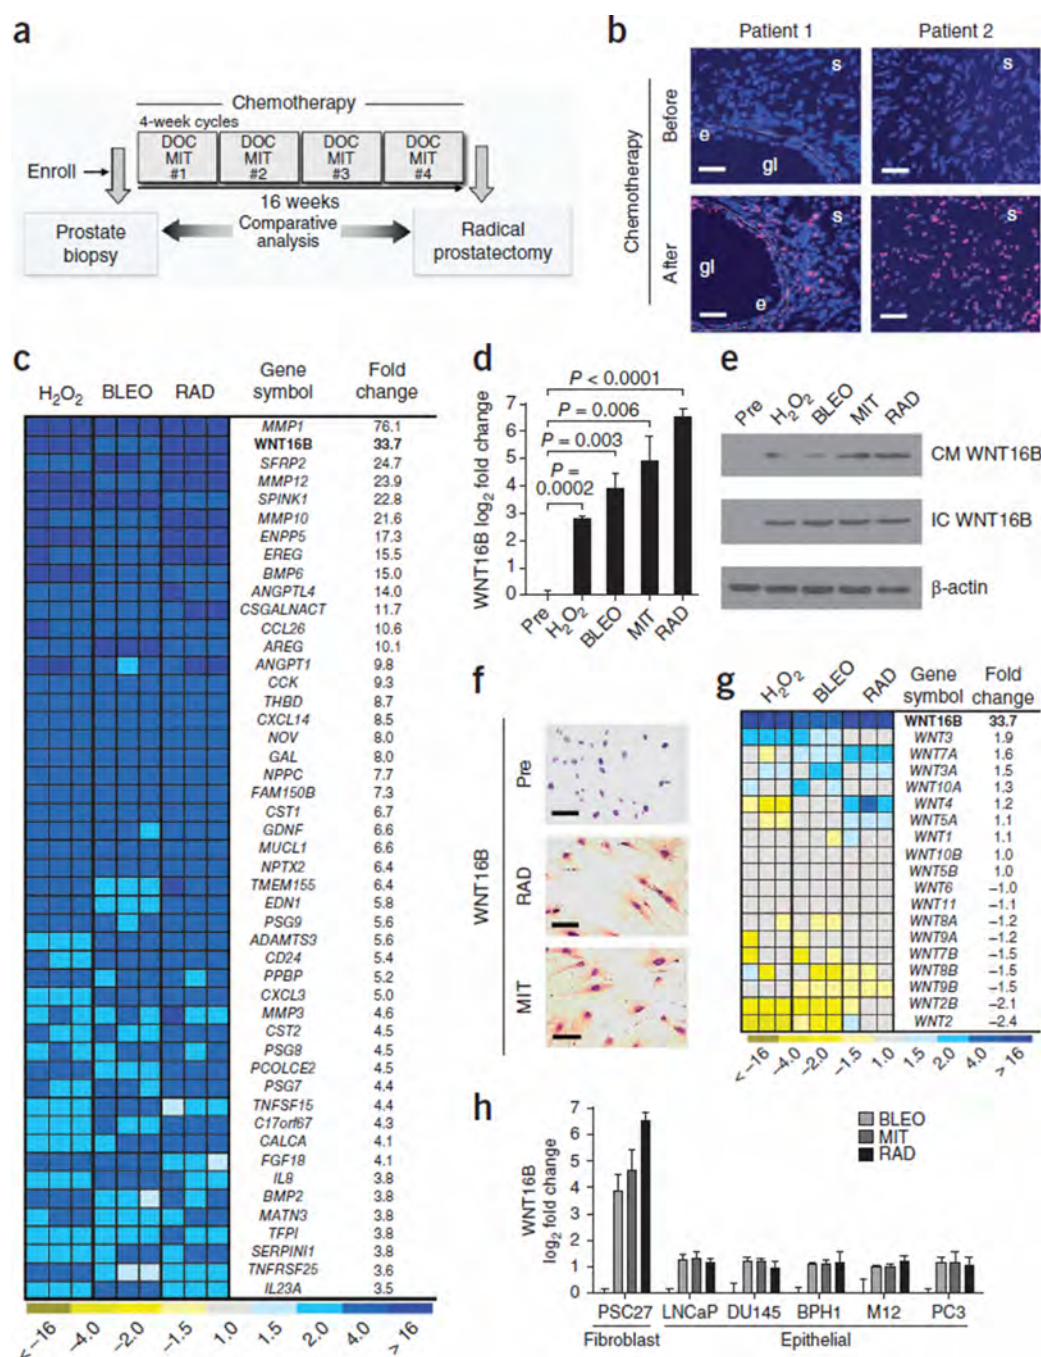 a
Chemotherapy
4-week cycles
DOC MIT #1
DOC MIT #2
DOC MIT #3
DOC MIT #4
Enroll
16 weeks
Prostate biopsy
Comparative analysis
Radical prostatectomy
b
Patient 1 Patient 2
Chemotherapy
Before
s
e
gl
s
After
s
gl
e
s
c
H2O2 BLEO RAD Gene symbol Fold change
MMP1 76.1
WNT16B 33.7
SFRP2 24.7
MMP12 23.9
SPINK1 22.8
MMP10 21.6
ENPP5 17.3
EREG 15.5
BMP6 15.0
ANGPTL4 14.0
CSGALNACT 11.7
CCL26 10.6
AREG 10.1
ANGPT1 9.8
CCK 9.3
THBD 8.7
CXCL14 8.5
NOV 8.0
GAL 8.0
NPPC 7.7
FAM150B 7.3
CST1 6.7
GDNF 6.6
MUCL1 6.6
NPTX2 6.4
TMEM155 6.4
EDN1 5.8
PSG9 5.6
ADAMTS3 5.6
CD24 5.4
PPBP 5.2
CXCL3 5.0
MMP3 4.6
CST2 4.5
PSG8 4.5
PCOLCE2 4.5
PSG7 4.4
TNFSF15 4.4
C17orf67 4.3
CALCA 4.1
FGF18 4.1
IL8 3.8
BMP2 3.8
MATN3 3.8
TFPI 3.8
SERPINI1 3.8
TNFRSF25 3.6
IL23A 3.5
< −16 −4.0 −2.0 −1.5 1.0 1.5 2.0 4.0 > 16
d
WNT16B log2 fold change
7
6
5
4
3
2
1
0
P < 0.0001
P = 0.006
P = 0.003
P = 0.0002
Pre H2O2 BLEO MIT RAD
e
Pre H2O2 BLEO MIT RAD
CM WNT16B
IC WNT16B
β-actin
f
WNT16B
Pre
RAD
MIT
g
H2O2 BLEO RAD Gene symbol Fold change
WNT16B 33.7
WNT3 1.9
WNT7A 1.6
WNT3A 1.5
WNT10A 1.3
WNT4 1.2
WNT5A 1.1
WNT1 1.1
WNT10B 1.0
WNT5B 1.0
WNT6 −1.0
WNT11 −1.1
WNT8A −1.2
WNT9A −1.2
WNT7B −1.5
WNT8B −1.5
WNT9B −1.5
WNT2B −2.1
WNT2 −2.4
< −16 −4.0 −2.0 −1.5 1.0 1.5 2.0 4.0 > 16
h
WNT16B log2 fold change
7
6
5
4
3
2
1
0
BLEO
MIT
RAD
PSC27 LNCaP DU145 BPH1 M12 PC3
Fibroblast Epithelial